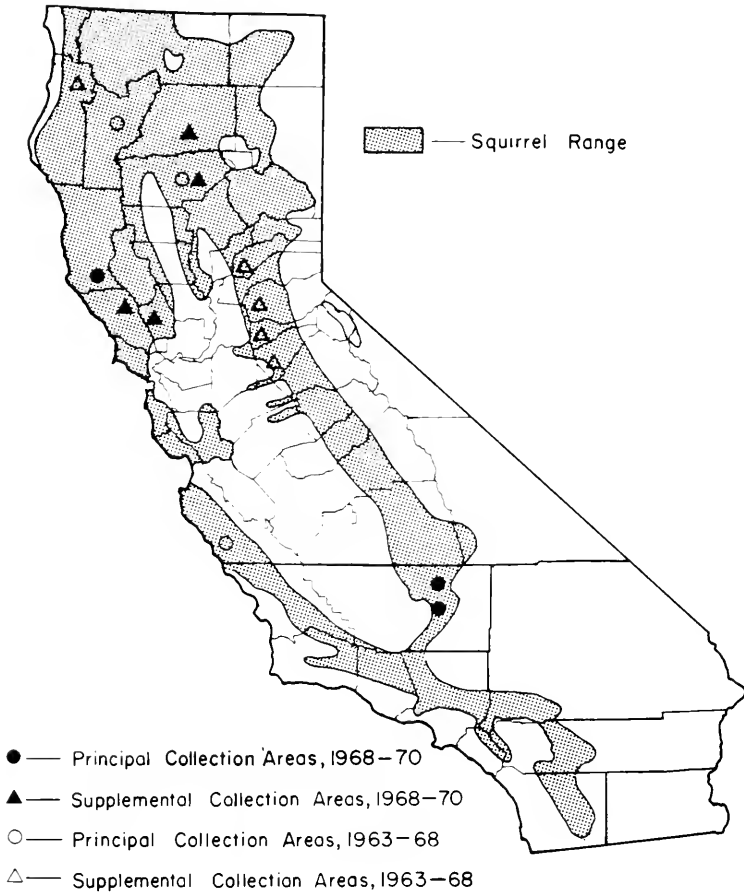 Squirrel Range
Principal Collection Areas, 1968-70
Supplemental Collection Areas, 1968-70
Principal Collection Areas, 1963-68
Supplemental Collection Areas, 1963-68